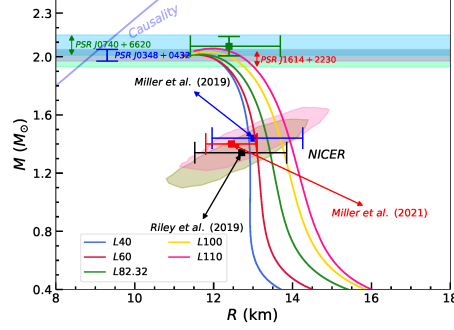 Causality
PSR J0740 + 6620
PSR J0348 + 0432
PSR J1614 + 2230
Miller et al. (2019)
NICER
Miller et al. (2021)
Riley et al. (2019)
L40
L60
L82.32
L100
L110
M (M⊙)
2.4
2.0
1.6
1.2
0.8
0.4
8 10 12 14 16 18
R (km)